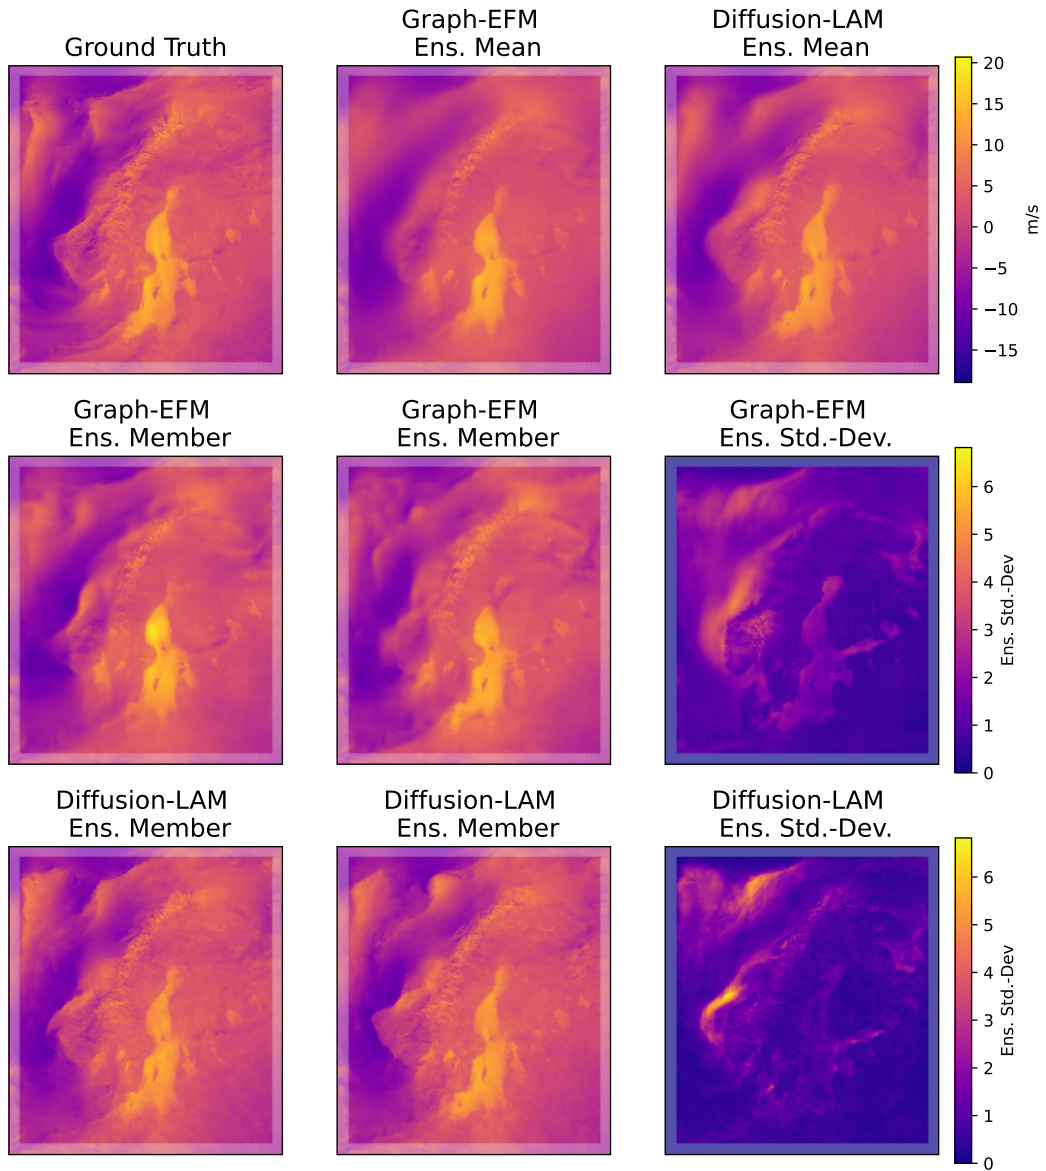 Ground Truth
Graph-EFM
Ens. Mean
Diffusion-LAM
Ens. Mean
20
15
10
5
0
−5
−10
−15
m/s
Graph-EFM
Ens. Member
Graph-EFM
Ens. Member
Graph-EFM
Ens. Std.-Dev.
6
5
4
3
2
1
0
Ens. Std.-Dev
Diffusion-LAM
Ens. Member
Diffusion-LAM
Ens. Member
Diffusion-LAM
Ens. Std.-Dev.
6
5
4
3
2
1
0
Ens. Std.-Dev